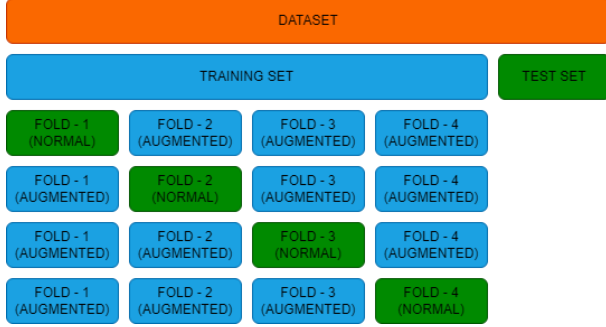 DATASET
TRAINING SET
TEST SET
FOLD - 1
(NORMAL)
FOLD - 2
(AUGMENTED)
FOLD - 3
(AUGMENTED)
FOLD - 4
(AUGMENTED)
FOLD - 1
(AUGMENTED)
FOLD - 2
(NORMAL)
FOLD - 3
(AUGMENTED)
FOLD - 4
(AUGMENTED)
FOLD - 1
(AUGMENTED)
FOLD - 2
(AUGMENTED)
FOLD - 3
(NORMAL)
FOLD - 4
(AUGMENTED)
FOLD - 1
(AUGMENTED)
FOLD - 2
(AUGMENTED)
FOLD - 3
(AUGMENTED)
FOLD - 4
(NORMAL)